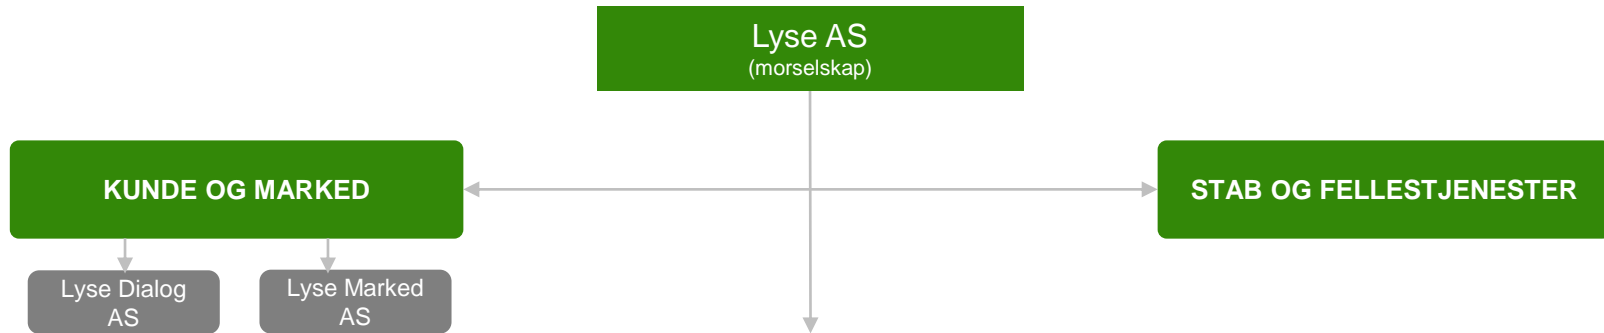 Lyse AS
(morselskap)
KUNDE OG MARKED
STAB OG FELLESTJENESTER
Lyse Dialog
AS
Lyse Marked
AS